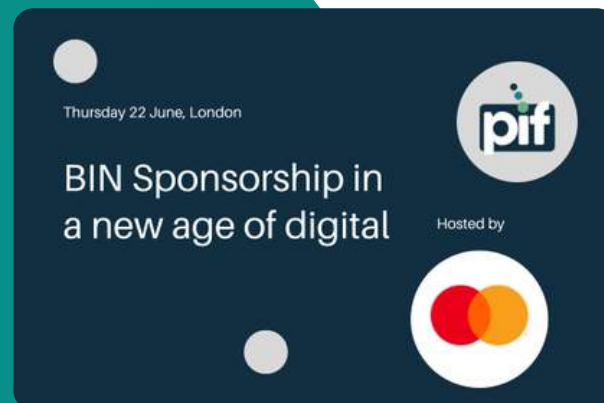 Thursday 22 June, London
pif
BIN Sponsorship in
a new age of digital
Hosted by